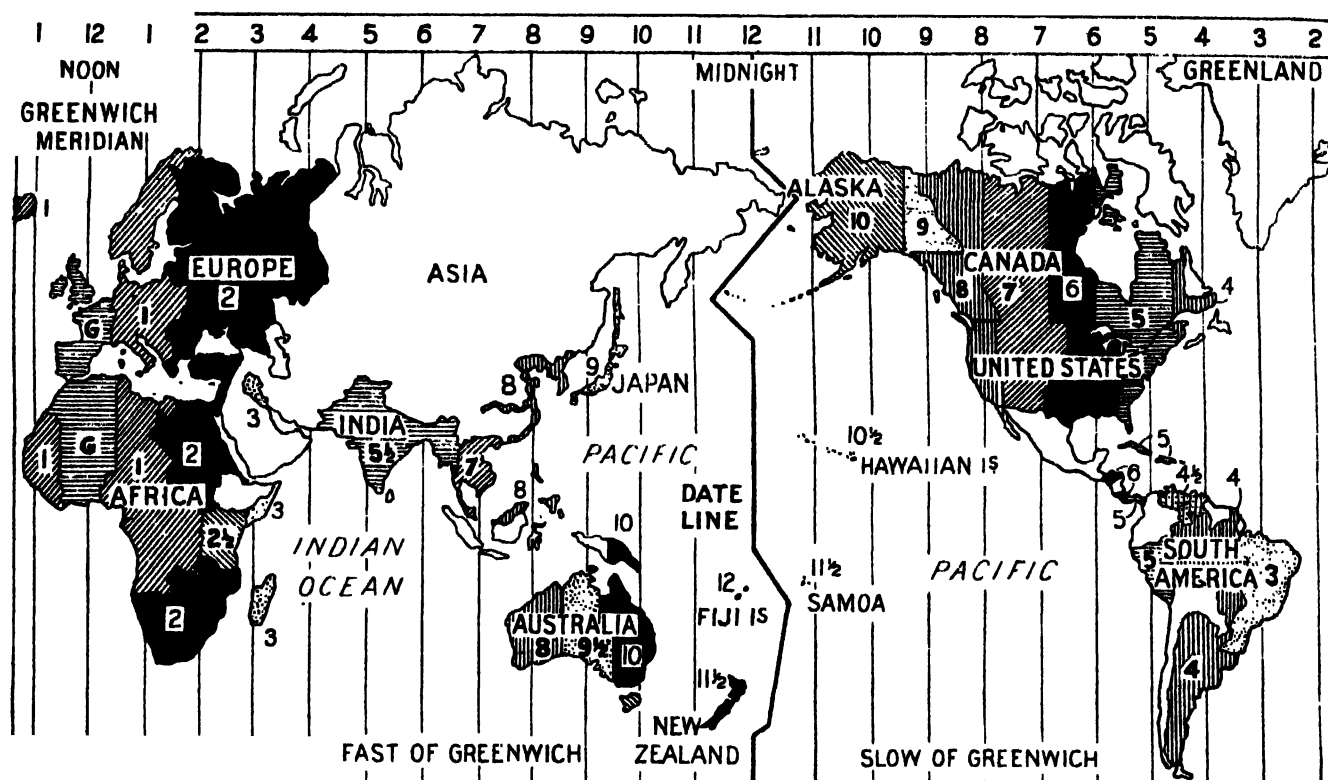 1 12 1 2 3 4 5 6 7 8 9 10 11 12 11 10 9 8 7 6 5 4 3 2
NOON
GREENWICH
MERIDIAN
MIDNIGHT
GREENLAND
1
ALASKA
10
9
EUROPE
2
ASIA
CANADA
8
7
6
5
4
G
1
9
JAPAN
8
UNITED STATES
3
INDIA
5½
7
PACIFIC
10½
HAWAIIAN IS
1
G
1
2
AFRICA
3
2½
8
DATE
LINE
5
6
4½
4
5
INDIAN
OCEAN
10
12
FIJI IS
11½
SAMOA
PACIFIC
5
SOUTH
AMERICA
3
2
3
AUSTRALIA
8
9½
10
11½
4
NEW
ZEALAND
FAST OF GREENWICH
SLOW OF GREENWICH